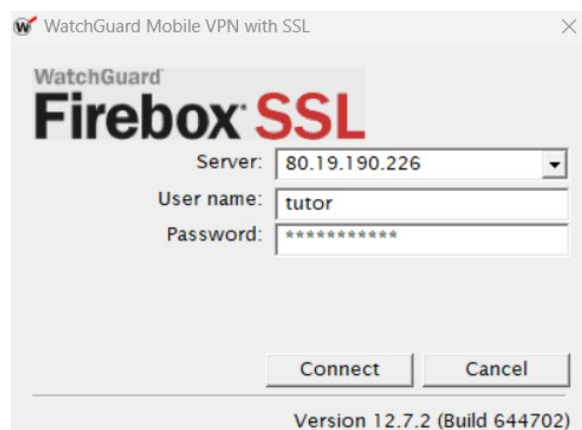 WatchGuard Mobile VPN with SSL
WatchGuard
Firebox SSL
Server: 80.19.190.226
User name: tutor
Password: ***********
Connect Cancel
Version 12.7.2 (Build 644702)